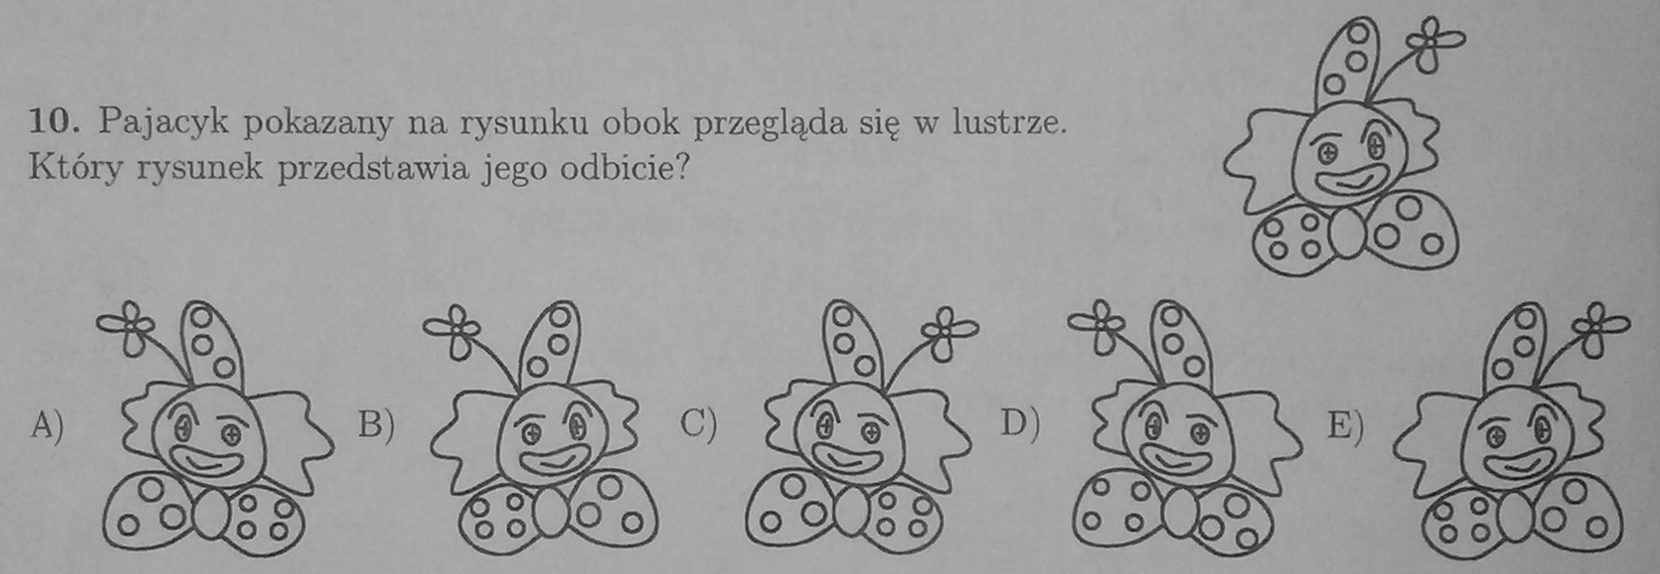 10. Pajacyk pokazany na rysunku obok przegląda się w lustrze.
Który rysunek przedstawia jego odbicie?
A) B) C) D) E)